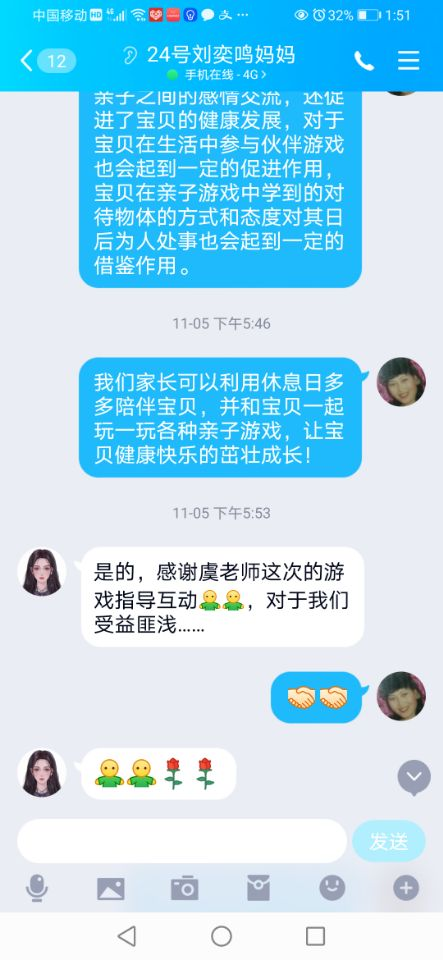 中国移动 HD 4G 32% 1:51
12 24号刘奕鸣妈妈
手机在线 - 4G
亲子之间的感情交流，还促
进了宝贝的健康发展，对于
宝贝在生活中参与伙伴游戏
也会起到一定的促进作用，
宝贝在亲子游戏中学到的对
待物体的方式和态度对其日
后为人处事也会起到一定的
借鉴作用。
11-05 下午5:46
我们家长可以利用休息日多
多陪伴宝贝，并和宝贝一起
玩一玩各种亲子游戏，让宝
贝健康快乐的茁壮成长！
11-05 下午5:53
是的，感谢虞老师这次的游
戏指导互动，对于我们
受益匪浅……
发送